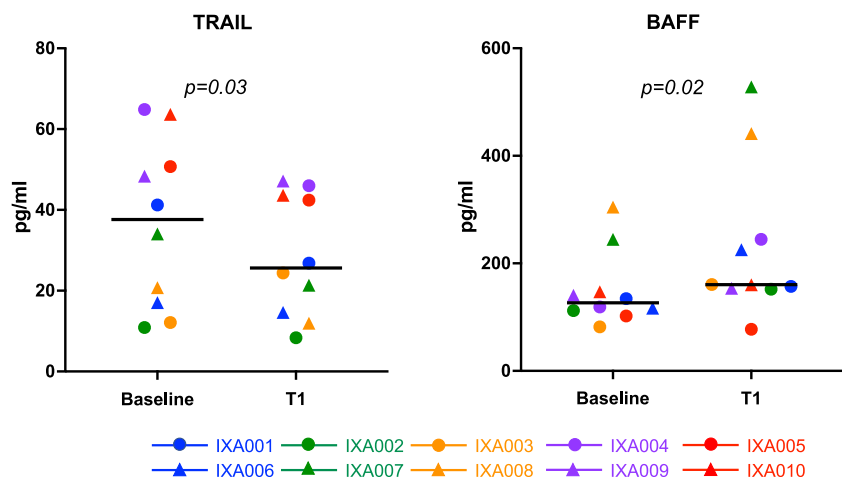 TRAIL
80
60
40
20
0
pg/ml
p=0.03
Baseline
T1
BAFF
600
400
200
0
pg/ml
p=0.02
Baseline
T1
IXA001 IXA002 IXA003 IXA004 IXA005
IXA006 IXA007 IXA008 IXA009 IXA010